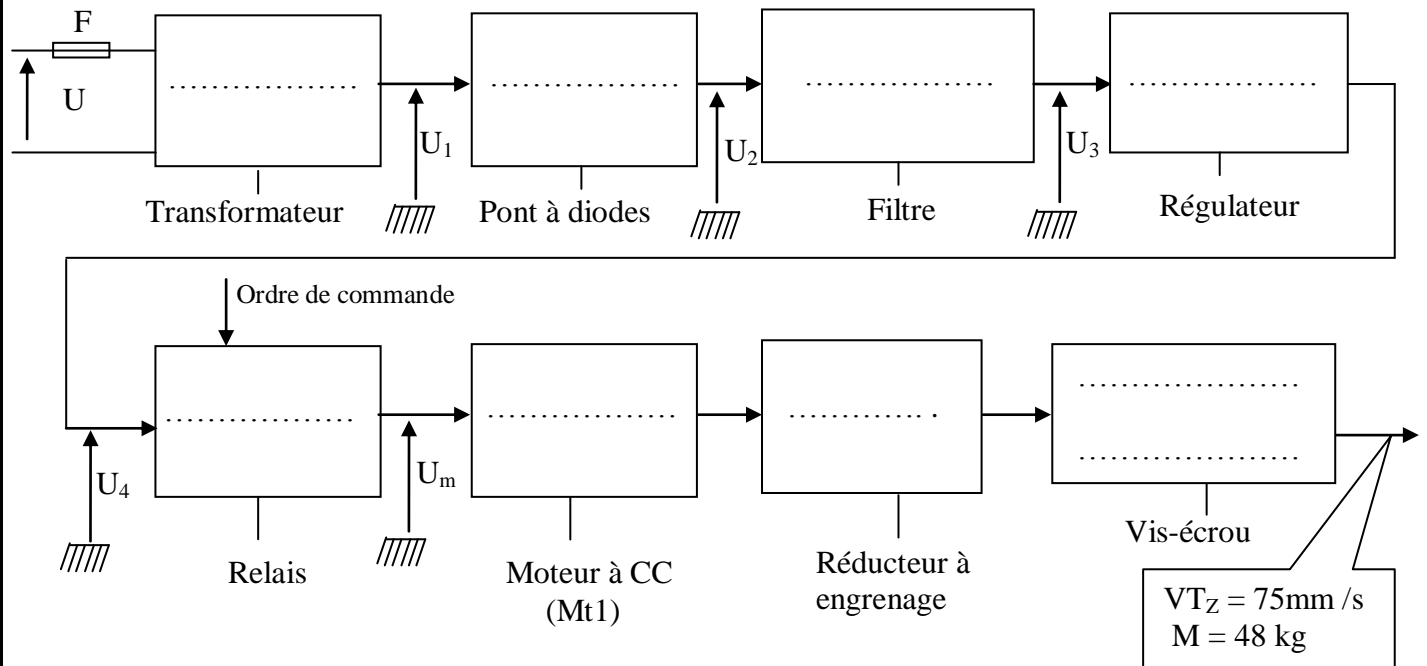 F
U
U1
U2
U3
Transformateur
Pont à diodes
Filtre
Régulateur
Ordre de commande
U4
Um
Relais
Moteur à CC
(Mt1)
Réducteur à
engrenage
Vis-écrou
VTZ = 75mm /s
M = 48 kg